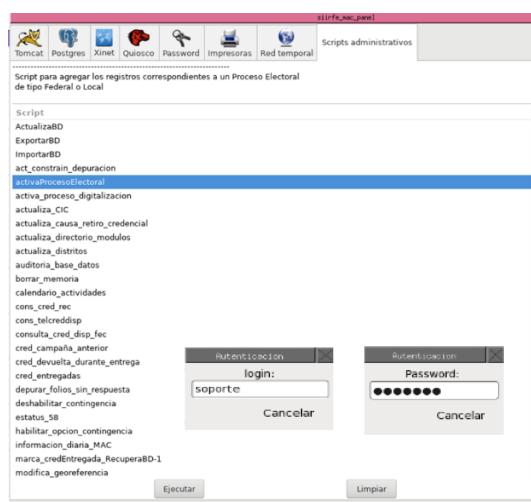 siirfe_mac_panel
Tomcat Postgres Xinet Quiosco Password Impresoras Red temporal Scripts administrativos
--------------------------------------------------------------
Script para agregar los registros correspondientes a un Proceso Electoral
de tipo Federal o Local
Script
ActualizaBD
ExportarBD
ImportarBD
act_constrain_depuracion
activaProcesoElectoral
activa_proceso_digitalizacion
actualiza_CIC
actualiza_causa_retiro_credencial
actualiza_directorio_modulos
actualiza_distritos
auditoria_base_datos
borrar_memoria
calendario_actividades
cons_cred_rec
cons_telcreddisp
consulta_cred_disp_fec
cred_campaña_anterior
cred_devuelta_durante_entrega
cred_entregadas
depurar_folios_sin_respuesta
deshabilitar_contingencia
estatus_58
habilitar_opcion_contingencia
informacion_diaria_MAC
marca_credEntregada_RecuperaBD-1
modifica_georeferencia
Autenticacion
login:
soporte
Cancelar
Autenticacion
Password:
●●●●●●●
Cancelar
Ejecutar Limpiar